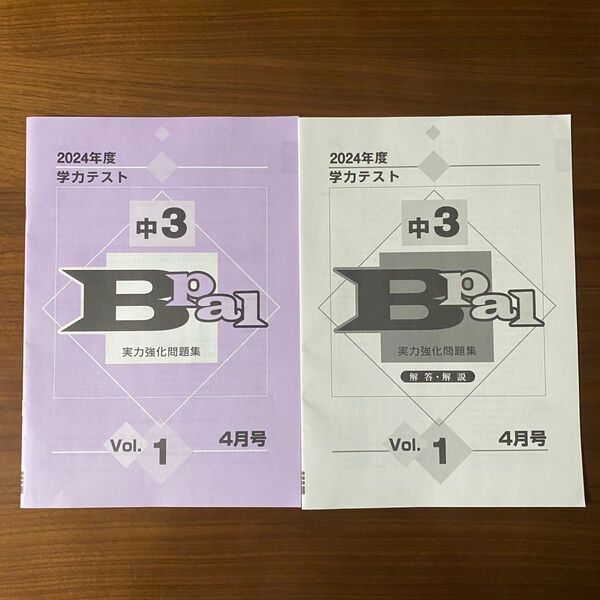 2024年度
学力テスト
中3
Bpal
実力強化問題集
Vol. 1
4月号
2024年度
学力テスト
中3
Bpal
実力強化問題集
解答・解説
Vol. 1
4月号